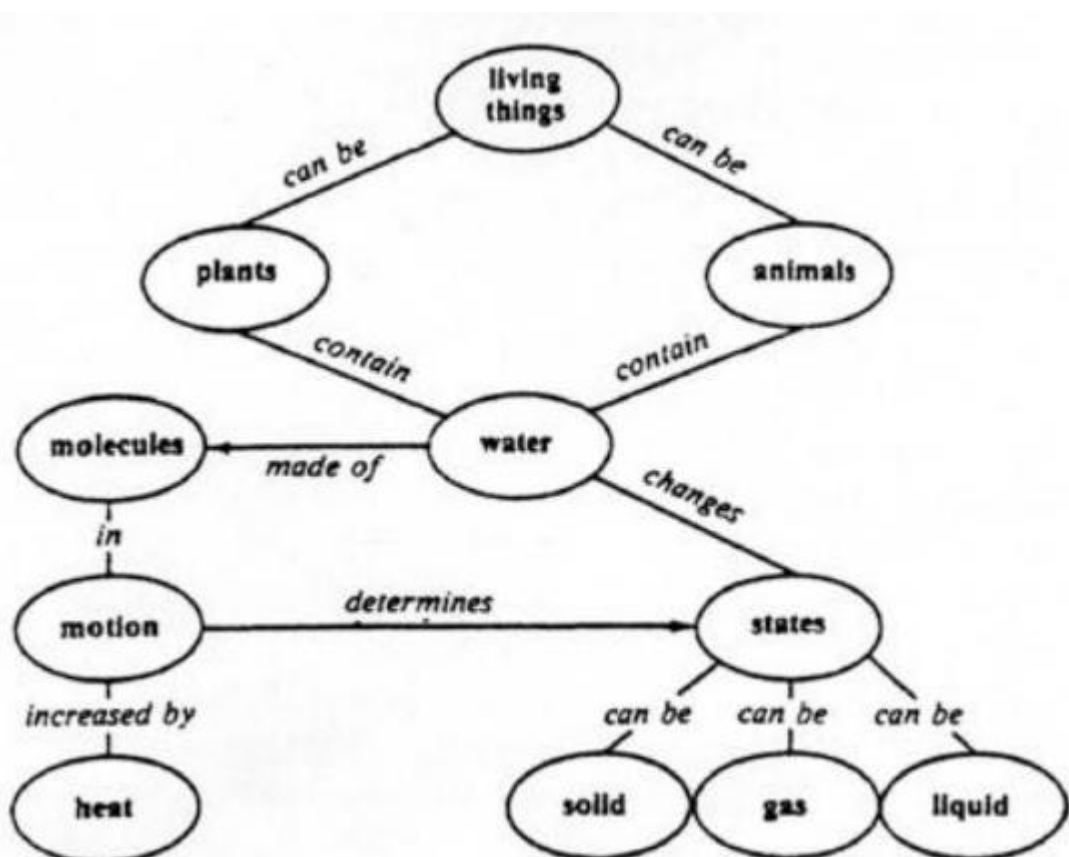 living
things
can be
can be
plants
animals
contain
contain
molecules
water
made of
changes
in
motion
determines
states
increased by
can be
can be
can be
heat
solid
gas
liquid